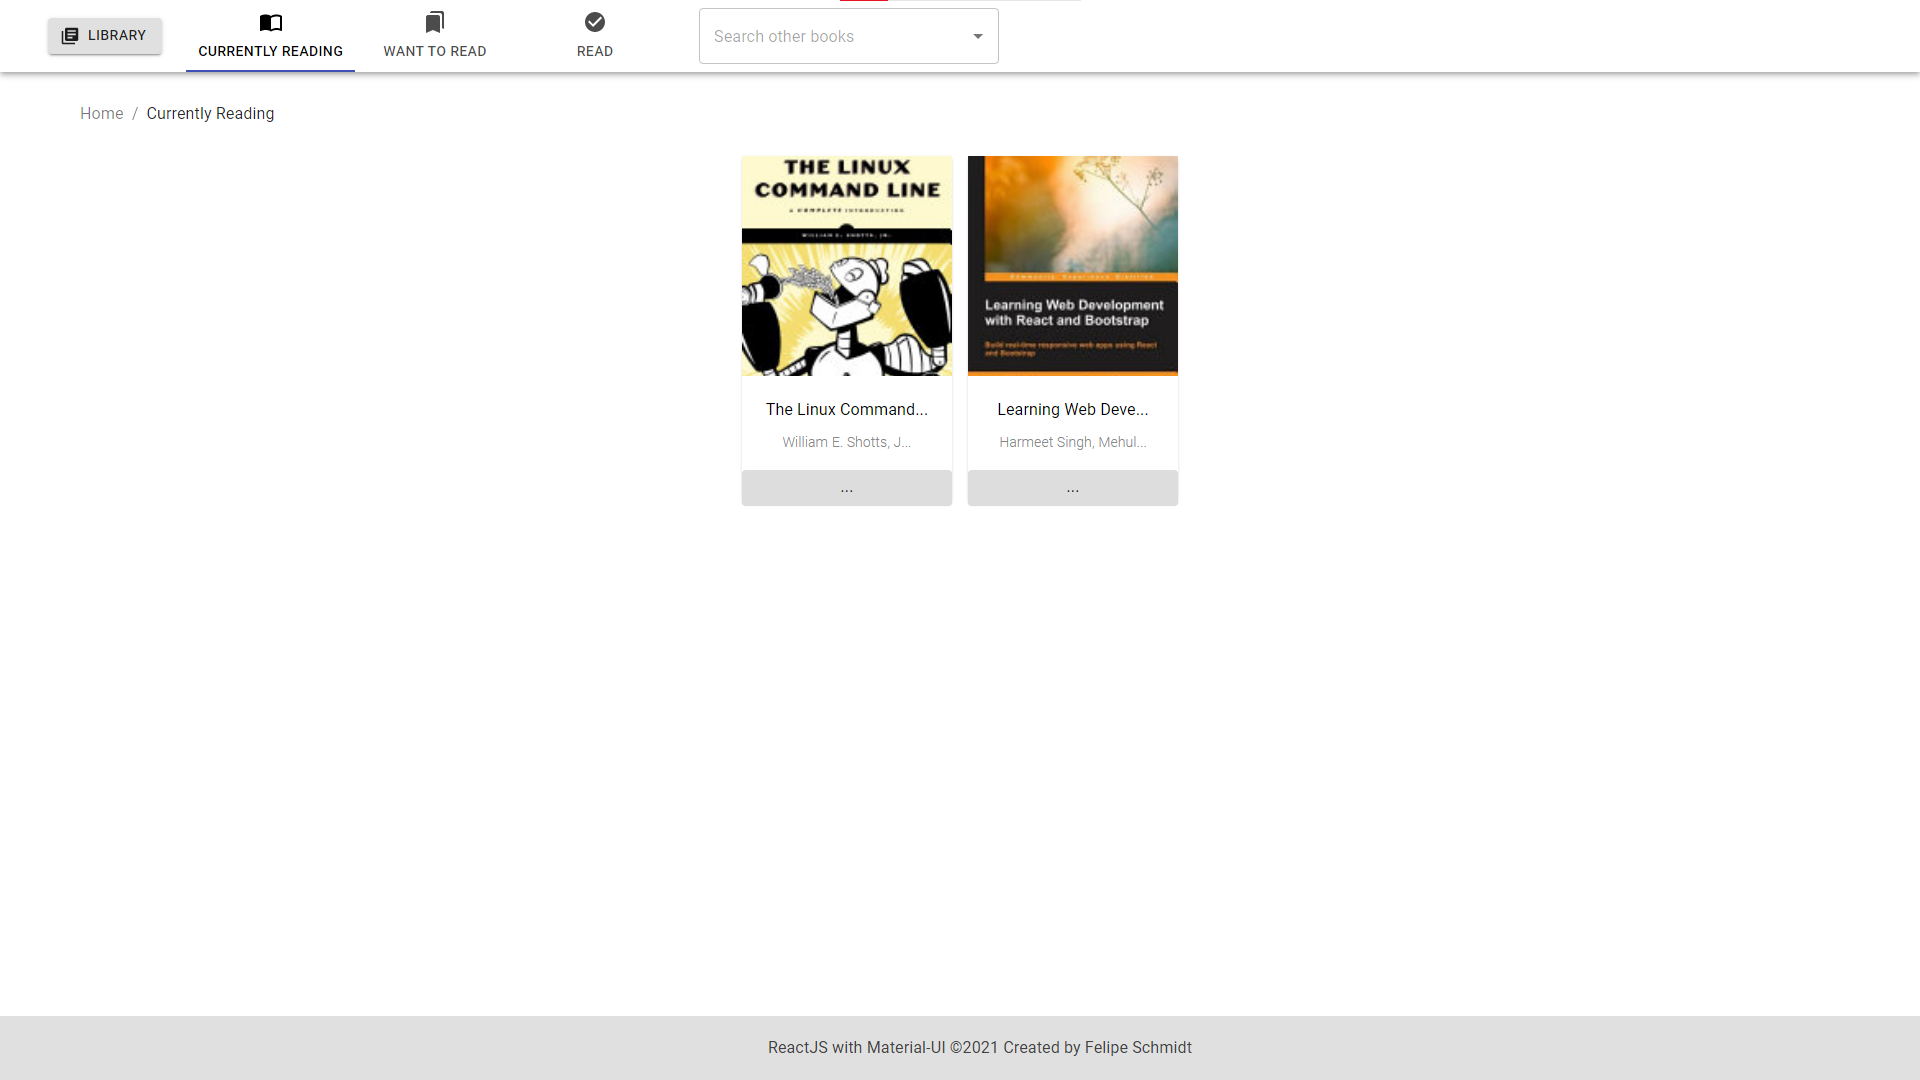 LIBRARY
CURRENTLY READING
WANT TO READ
READ
Search other books
Home / Currently Reading
THE LINUX
COMMAND LINE
A COMPLETE INTRODUCTION
WILLIAM E. SHOTTS, JR.
Learning Web Development
with React and Bootstrap
Build real-time responsive web apps using React
and Bootstrap
The Linux Command...
William E. Shotts, J...
...
Learning Web Deve...
Harmeet Singh, Mehul...
...
ReactJS with Material-UI ©2021 Created by Felipe Schmidt